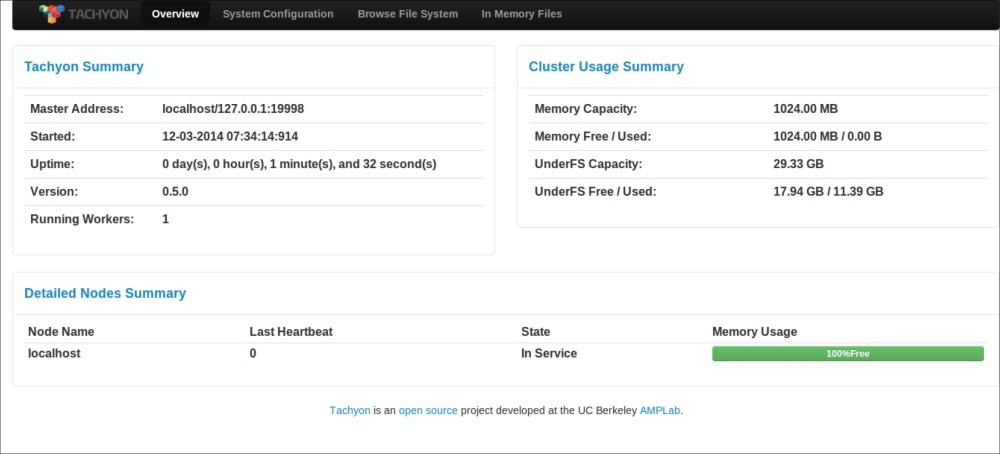 TACHYON Overview System Configuration Browse File System In Memory Files
Tachyon Summary
Master Address: localhost/127.0.0.1:19998
Started: 12-03-2014 07:34:14:914
Uptime: 0 day(s), 0 hour(s), 1 minute(s), and 32 second(s)
Version: 0.5.0
Running Workers: 1
Cluster Usage Summary
Memory Capacity: 1024.00 MB
Memory Free / Used: 1024.00 MB / 0.00 B
UnderFS Capacity: 29.33 GB
UnderFS Free / Used: 17.94 GB / 11.39 GB
Detailed Nodes Summary
Node Name Last Heartbeat State Memory Usage
localhost 0 In Service 100%Free
Tachyon is an open source project developed at the UC Berkeley AMPLab.